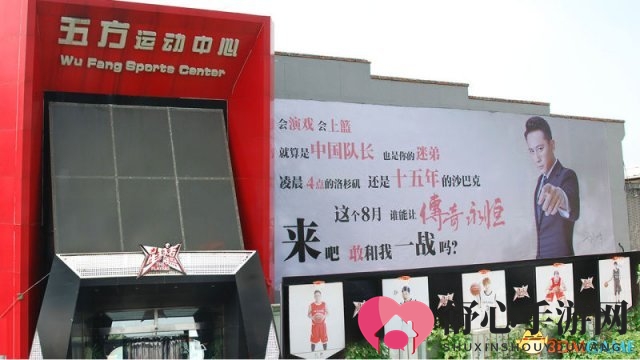 五方运动中心
Wu Fang Sports Center
会演戏 会上篮
就算是中国队长 也是你的迷弟
凌晨4点的洛杉矶 还是十五年的沙巴克
这个8月 谁能让传奇永恒
来吧 敢和我一战吗?
舒心手游网
SHUXINSHOUYOUWANG